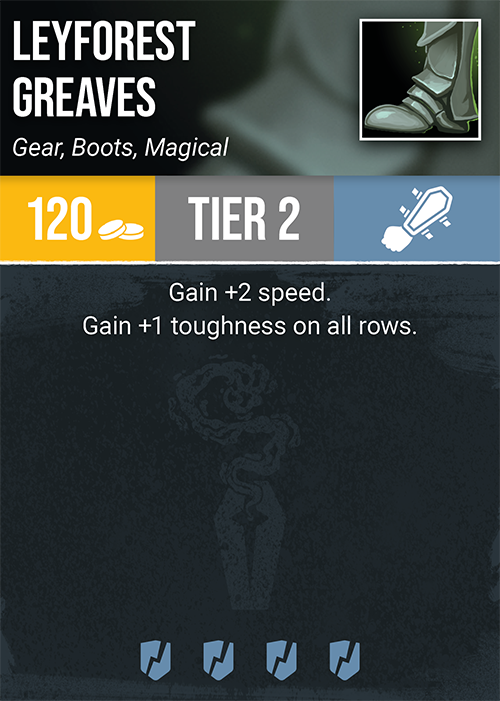 LEYFOREST
GREAVES
Gear, Boots, Magical
120
TIER 2
Gain +2 speed.
Gain +1 toughness on all rows.